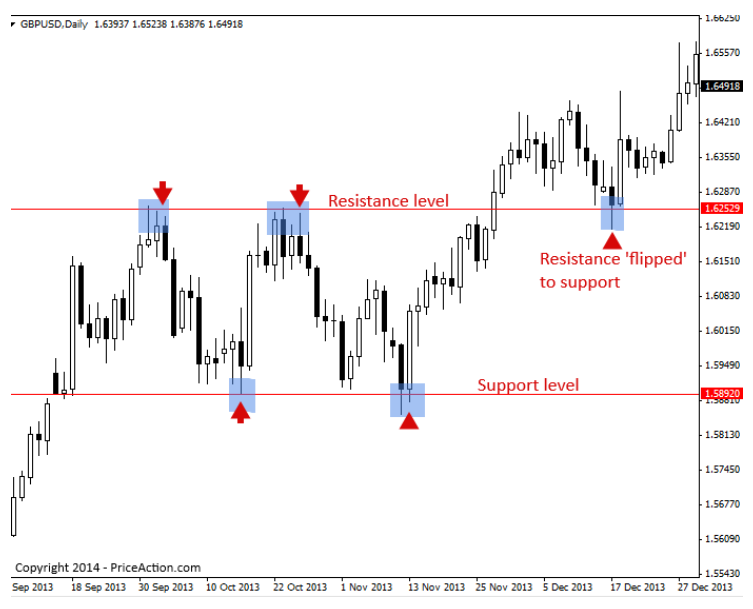 GBPUSD,Daily 1.63937 1.65238 1.63876 1.64918
1.66250
1.65570
1.64918
1.64210
1.63550
1.62870
1.62529
1.62190
1.61510
1.60830
1.60150
1.59490
1.58920
1.58810
1.58130
1.57450
1.56770
1.56090
1.55430
Resistance level
Resistance 'flipped'
to support
Support level
Copyright 2014 - PriceAction.com
Sep 2013 18 Sep 2013 30 Sep 2013 10 Oct 2013 22 Oct 2013 1 Nov 2013 13 Nov 2013 25 Nov 2013 5 Dec 2013 17 Dec 2013 27 Dec 2013